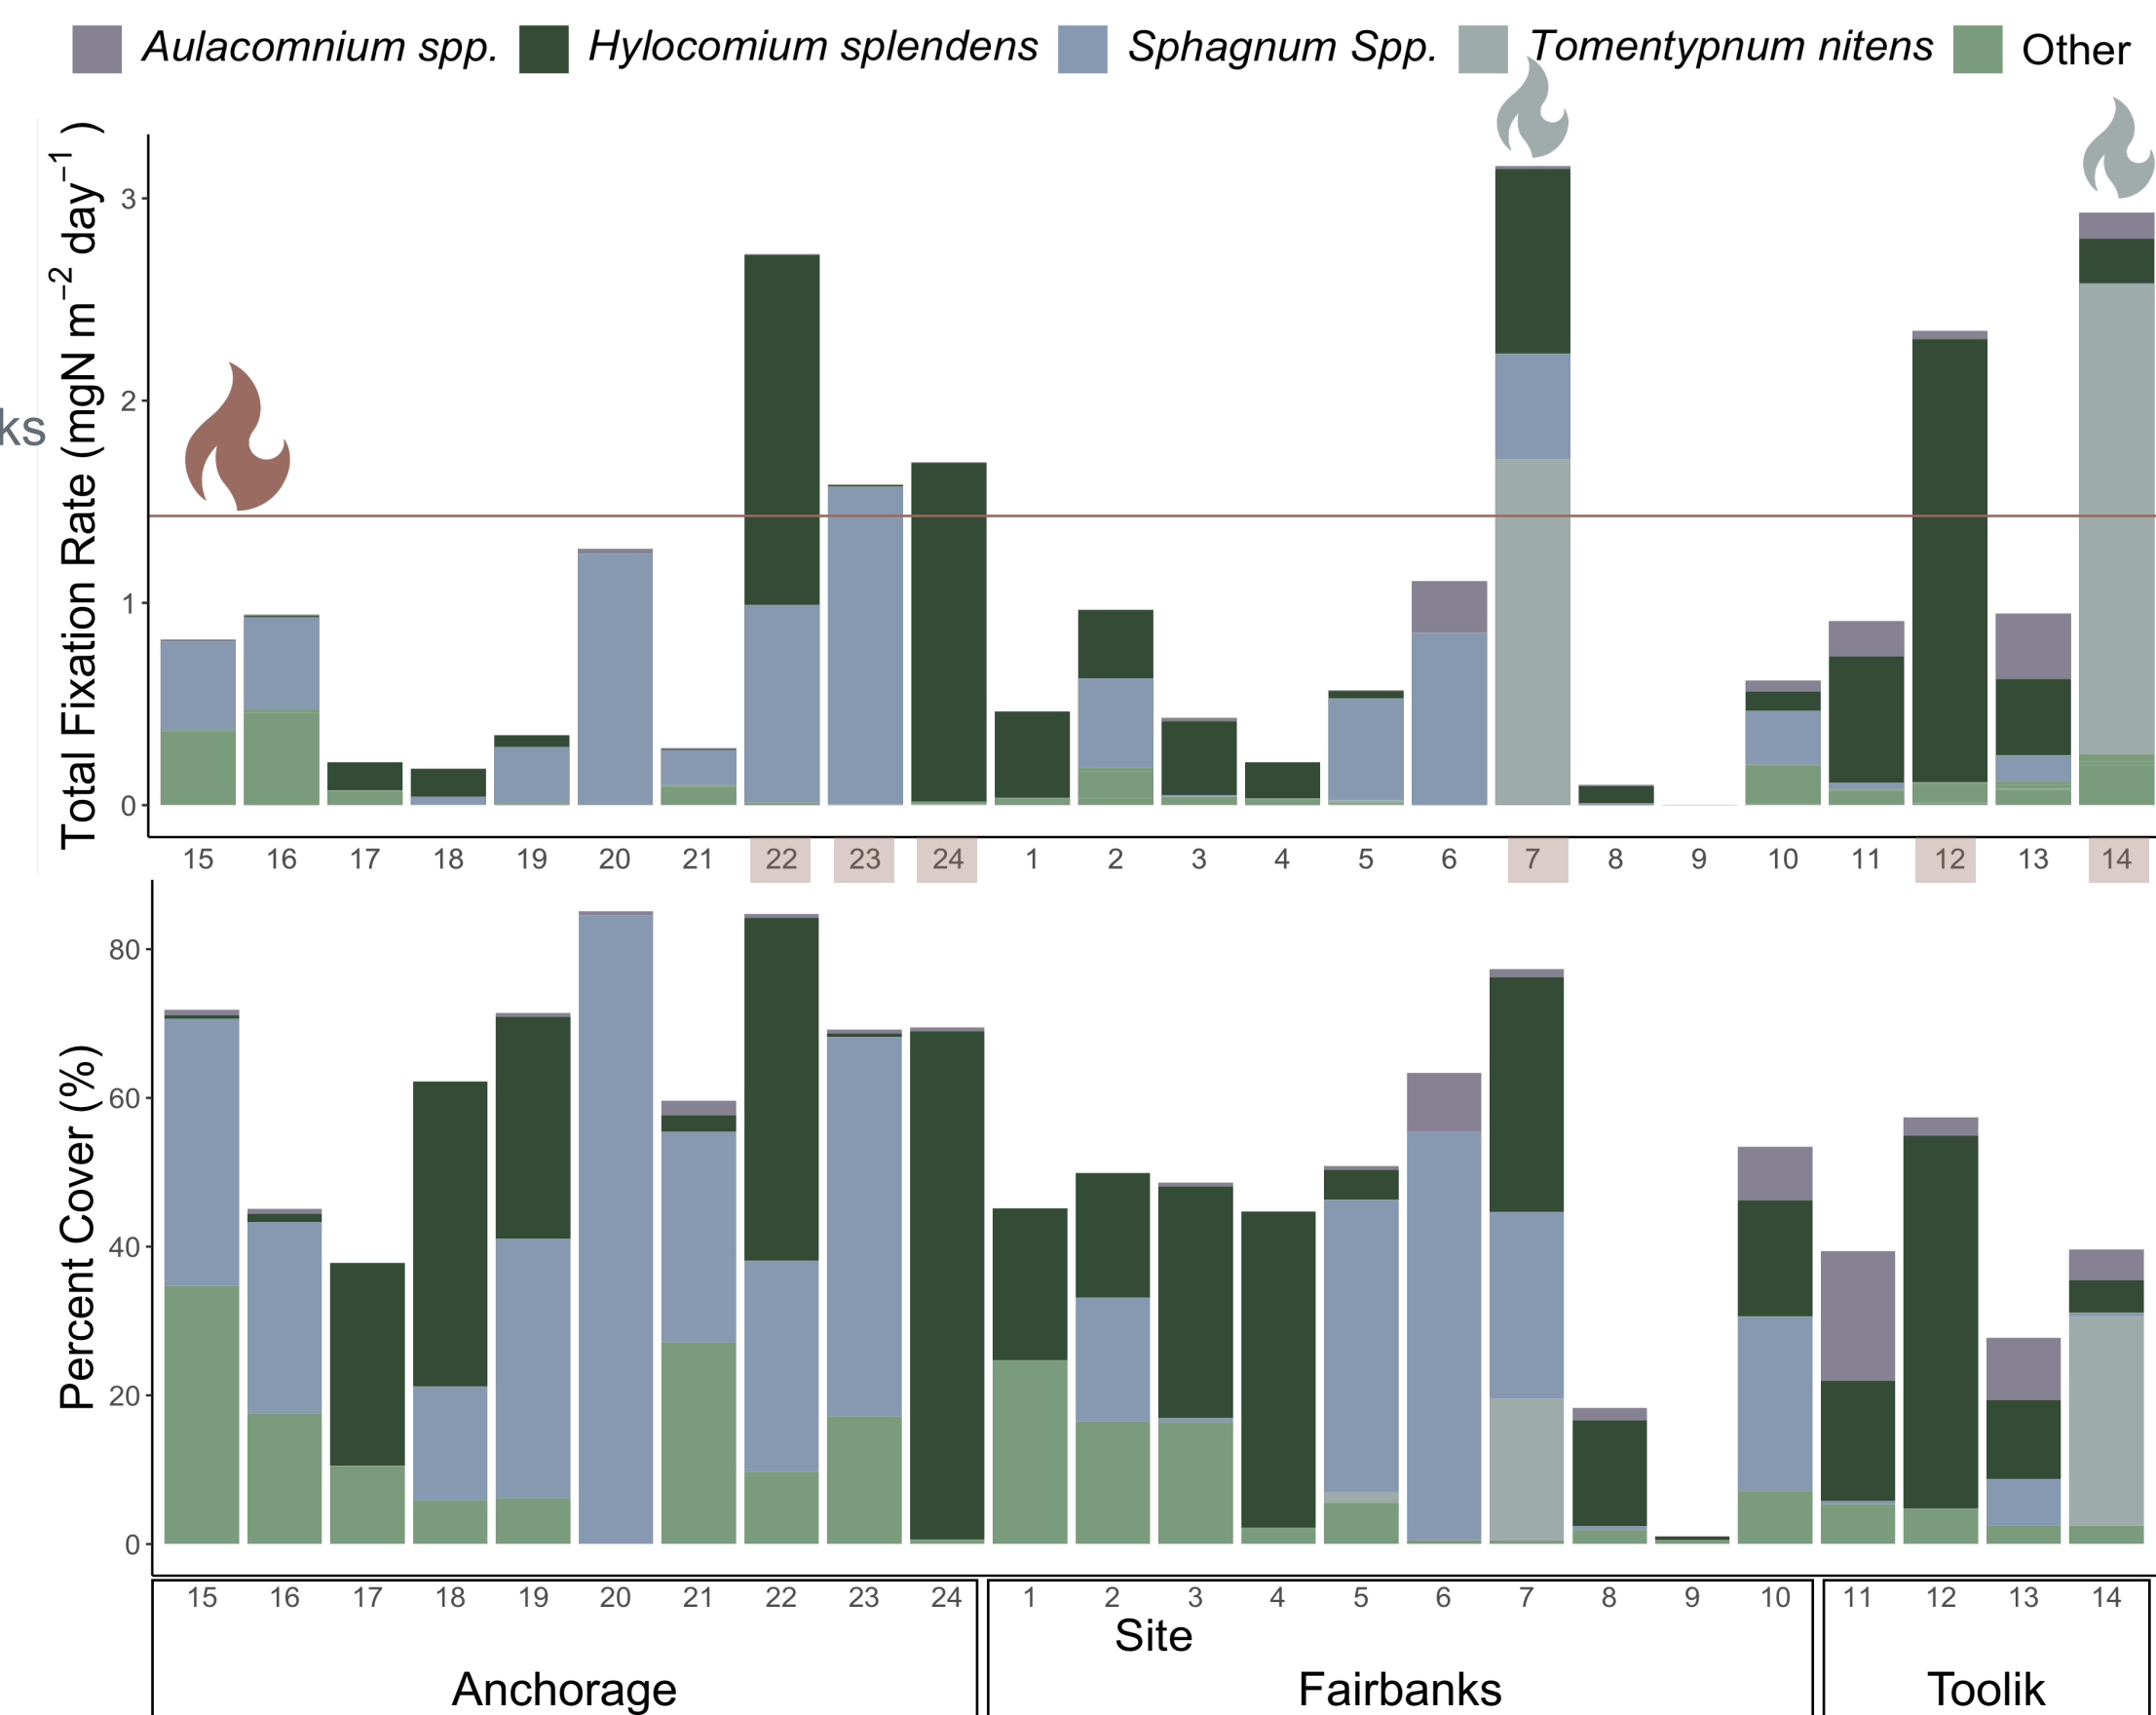 Aulacomnium spp. Hylocomium splendens Sphagnum Spp. Tomentypnum nitens Other
Total Fixation Rate (mgN m⁻² day⁻¹ )
3
2
1
0
ks
15 16 17 18 19 20 21 22 23 24 1 2 3 4 5 6 7 8 9 10 11 12 13 14
Percent Cover (%)
80
60
40
20
0
15 16 17 18 19 20 21 22 23 24 1 2 3 4 5 6 7 8 9 10 11 12 13 14
Site
Anchorage Fairbanks Toolik